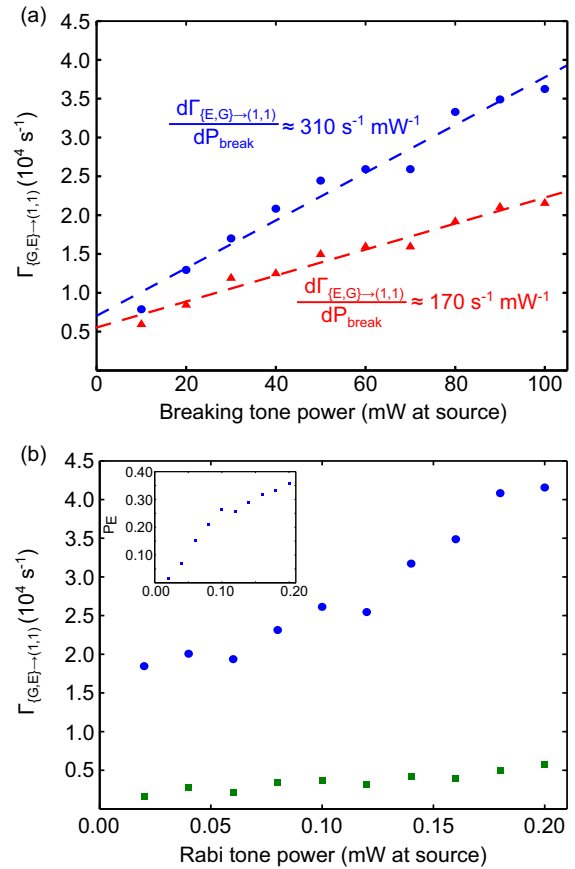 (a)
4.5
4.0
3.5
3.0
2.5
2.0
1.5
1.0
0.5
Γ{G,E}→(1,1) (10⁴ s⁻¹)
dΓ{E,G}→(1,1)
dPbreak
≈ 310 s⁻¹ mW⁻¹
dΓ{E,G}→(1,1)
dPbreak
≈ 170 s⁻¹ mW⁻¹
0 20 40 60 80 100
Breaking tone power (mW at source)
(b)
4.5
4.0
3.5
3.0
2.5
2.0
1.5
1.0
0.5
Γ{G,E}→(1,1) (10⁴ s⁻¹)
0.40
0.30
0.20
0.10
PE
0.00 0.10 0.20
0.00 0.05 0.10 0.15 0.20
Rabi tone power (mW at source)